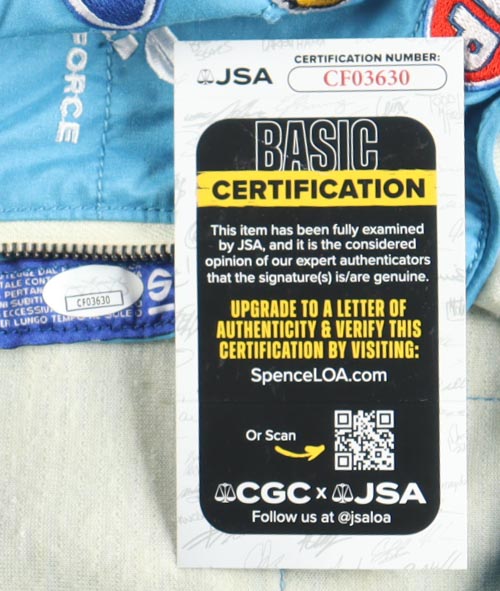 FORCE
JSA
CERTIFICATION NUMBER:
CF03630
BASIC
CERTIFICATION
This item has been fully examined
by JSA, and it is the considered
opinion of our expert authenticators
that the signature(s) is/are genuine.
UPGRADE TO A LETTER OF
AUTHENTICITY & VERIFY THIS
CERTIFICATION BY VISITING:
SpenceLOA.com
Or Scan
CGC x JSA
Follow us at @jsaloa
CF03630